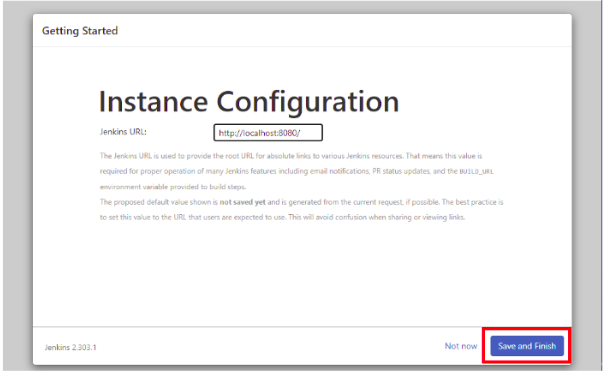 Getting Started
Instance Configuration
Jenkins URL: http://localhost:8080/
The Jenkins URL is used to provide the root URL for absolute links to various Jenkins resources. That means this value is
required for proper operation of many Jenkins features including email notifications, PR status updates, and the BUILD_URL
environment variable provided to build steps.
The proposed default value shown is not saved yet and is generated from the current request, if possible. The best practice is
to set this value to the URL that users are expected to use. This will avoid confusion when sharing or viewing links.
Jenkins 2.303.1 Not now Save and Finish